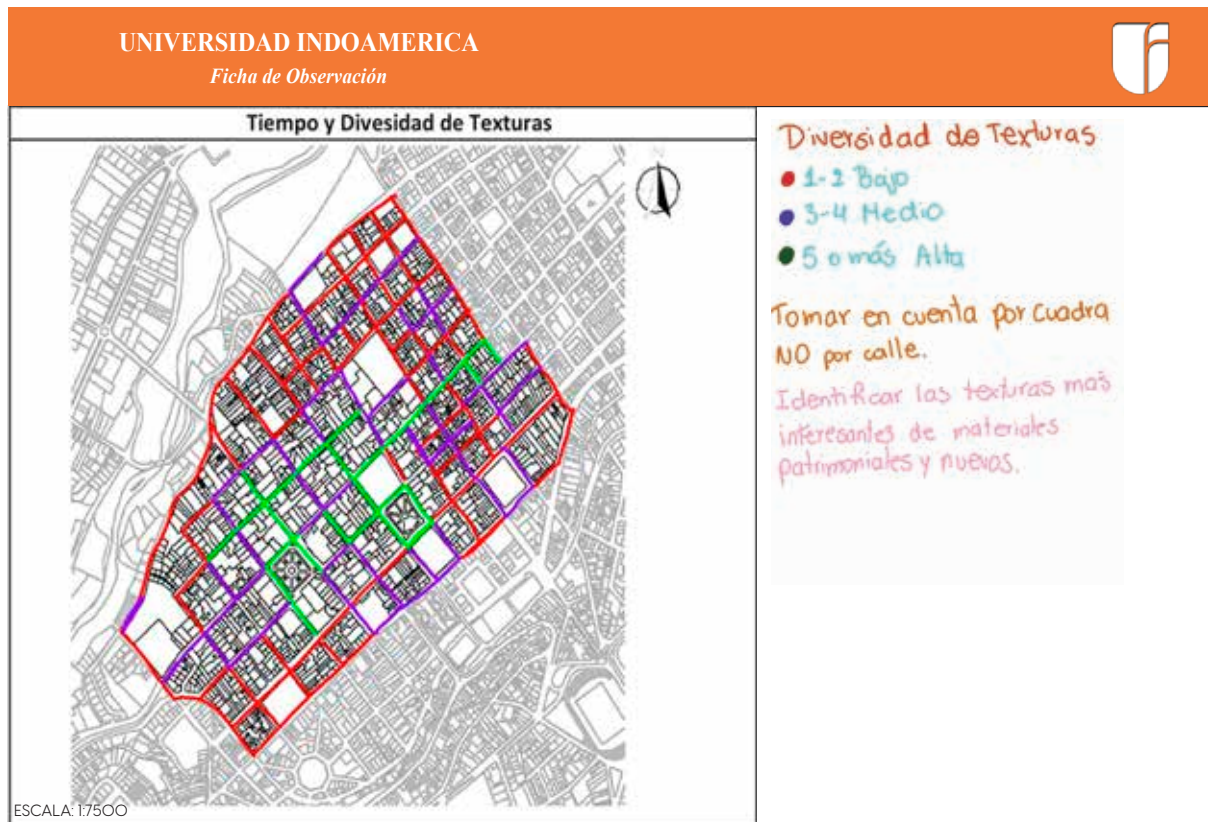 UNIVERSIDAD INDOAMERICA
Ficha de Observación
Tiempo y Divesidad de Texturas
Diversidad de Texturas
1-2 Bajo
3-4 Medio
5 o más Alta
Tomar en cuenta por Cuadra
NO por calle.
Identificar las texturas mas
interesantes de materiales
patrimoniales y nuevos.
ESCALA: 1:7500